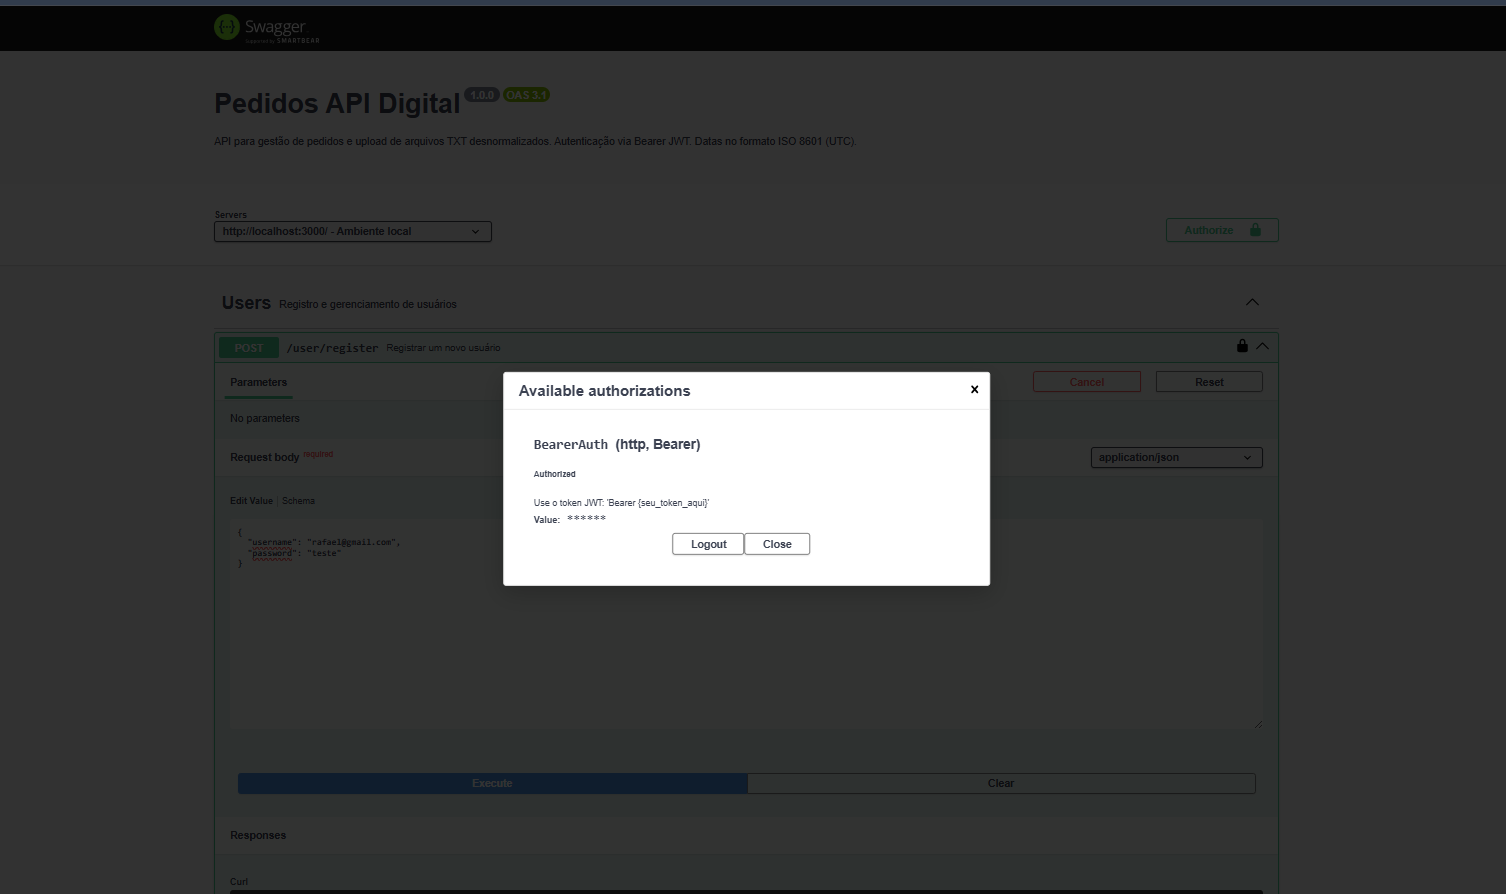 Swagger
Supported by SMARTBEAR
Pedidos API Digital 1.0.0 OAS 3.1
API para gestão de pedidos e upload de arquivos TXT desnormalizados. Autenticação via Bearer JWT. Datas no formato ISO 8601 (UTC).
Servers
http://localhost:3000/ - Ambiente local
Authorize
Users Registro e gerenciamento de usuários
POST /user/register Registrar um novo usuário
Parameters
Cancel
Reset
No parameters
Request body required
application/json
Edit Value | Schema
{
"username": "rafael@gmail.com",
"password": "teste"
}
Available authorizations
BearerAuth (http, Bearer)
Authorized
Use o token JWT: 'Bearer {seu_token_aqui}'
Value: ******
Logout
Close
Execute
Clear
Responses
Curl